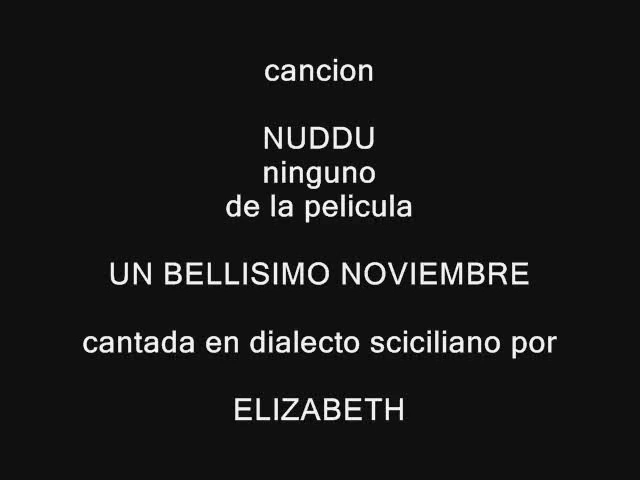 cancion
NUDDU
ninguno
de la pelicula
UN BELLISIMO NOVIEMBRE
cantada en dialecto sciciliano por
ELIZABETH